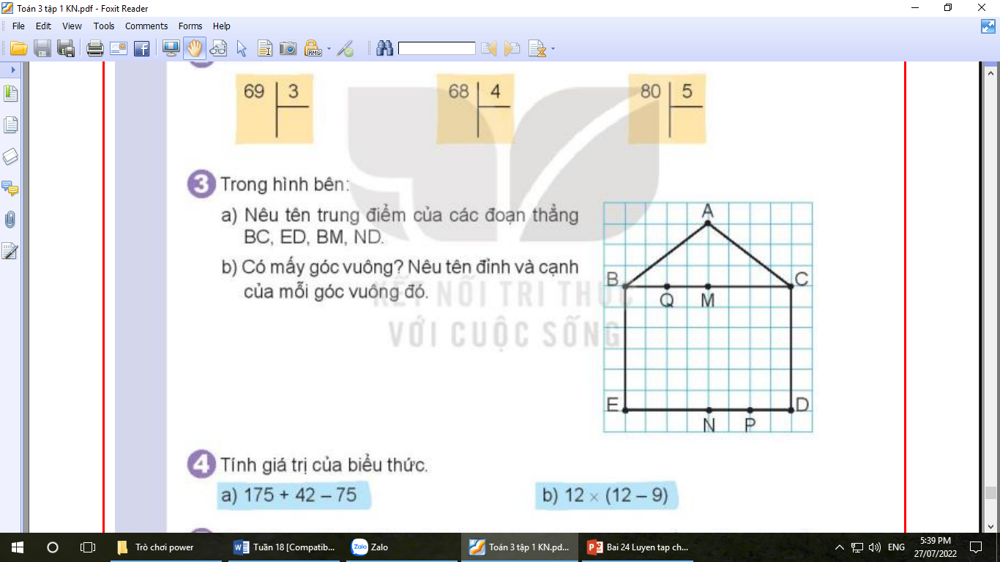 Toán 3 tập 1 KN.pdf - Foxit Reader
File Edit View Tools Comments Forms Help
RMS
69 3 68 4 80 5
3 Trong hình bên:
a) Nêu tên trung điểm của các đoạn thẳng
BC, ED, BM, ND.
b) Có mấy góc vuông? Nêu tên đỉnh và cạnh
của mỗi góc vuông đó.
A
B C
Q M
E D
N P
KẾT NỐI TRI THỨC
VỚI CUỘC SỐNG
4 Tính giá trị của biểu thức.
a) 175 + 42 – 75 b) 12 × (12 – 9)
Trò chơi power Tuần 18 [Compatib... Zalo Toán 3 tập 1 KN.pd... Bai 24 Luyen tap ch... ENG 5:39 PM
27/07/2022